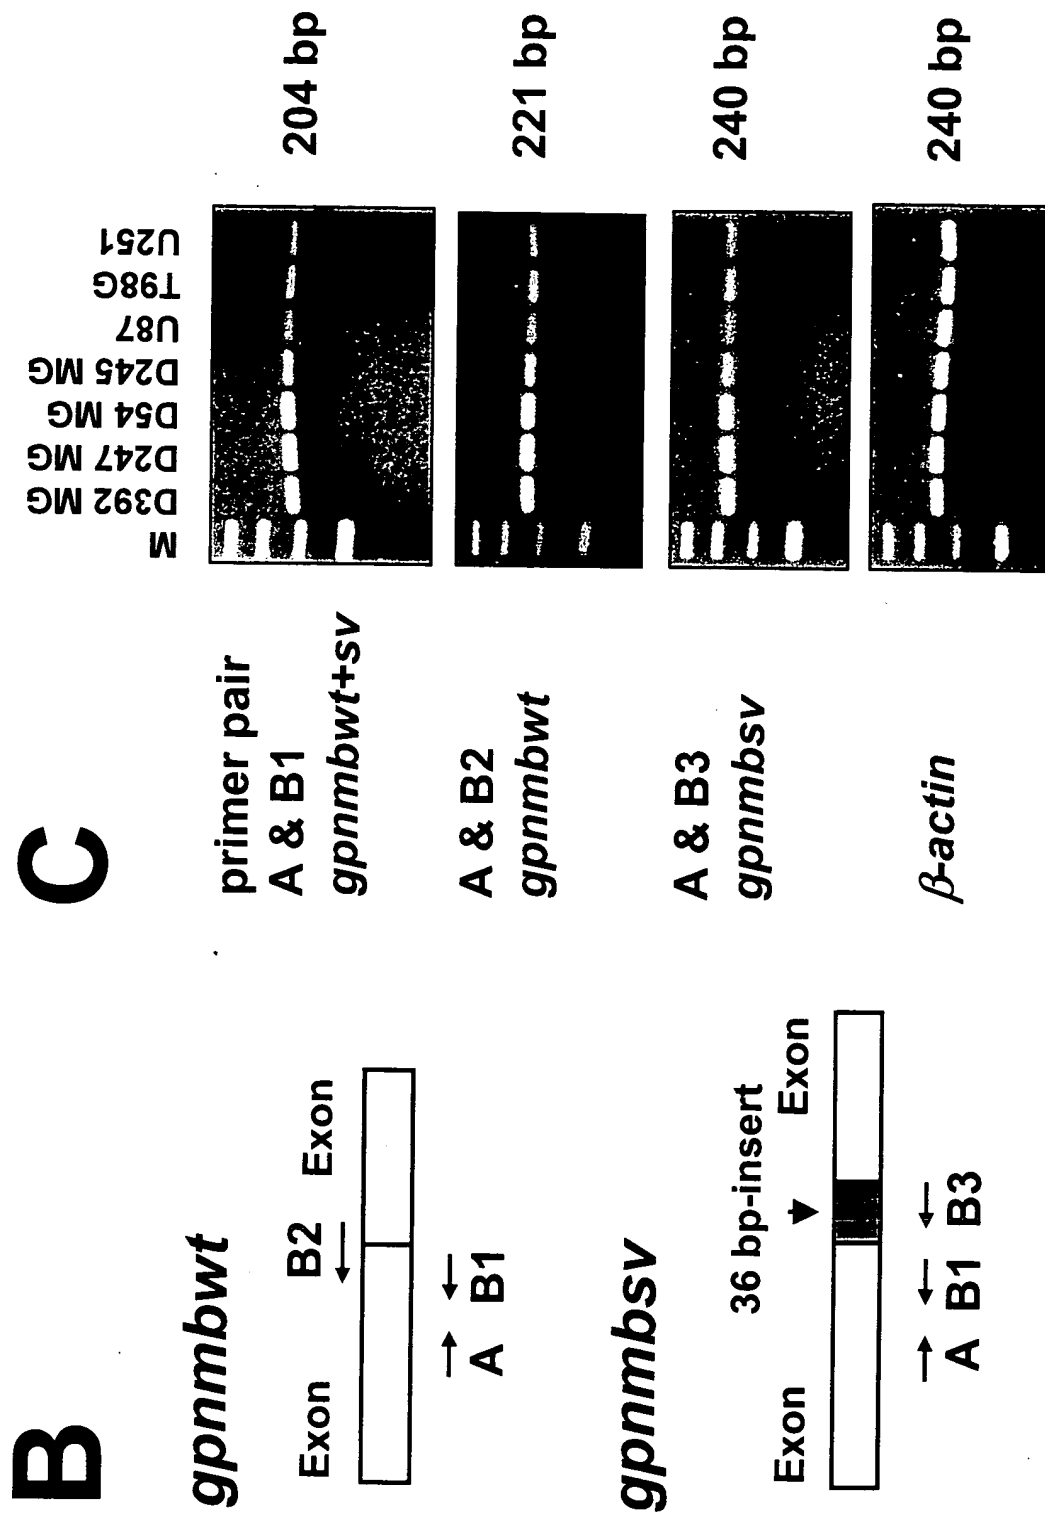 B
gpnmbwt
B2
Exon
Exon
A B1
gpnmbsv
36 bp-insert
Exon
Exon
A B1 B3
C
M
D392 MG
D247 MG
D54 MG
D245 MG
U87
T98G
U251
primer pair
A & B1
gpnmbwt+sv
204 bp
A & B2
gpnmbwt
221 bp
A & B3
gpnmbsv
240 bp
β-actin
240 bp